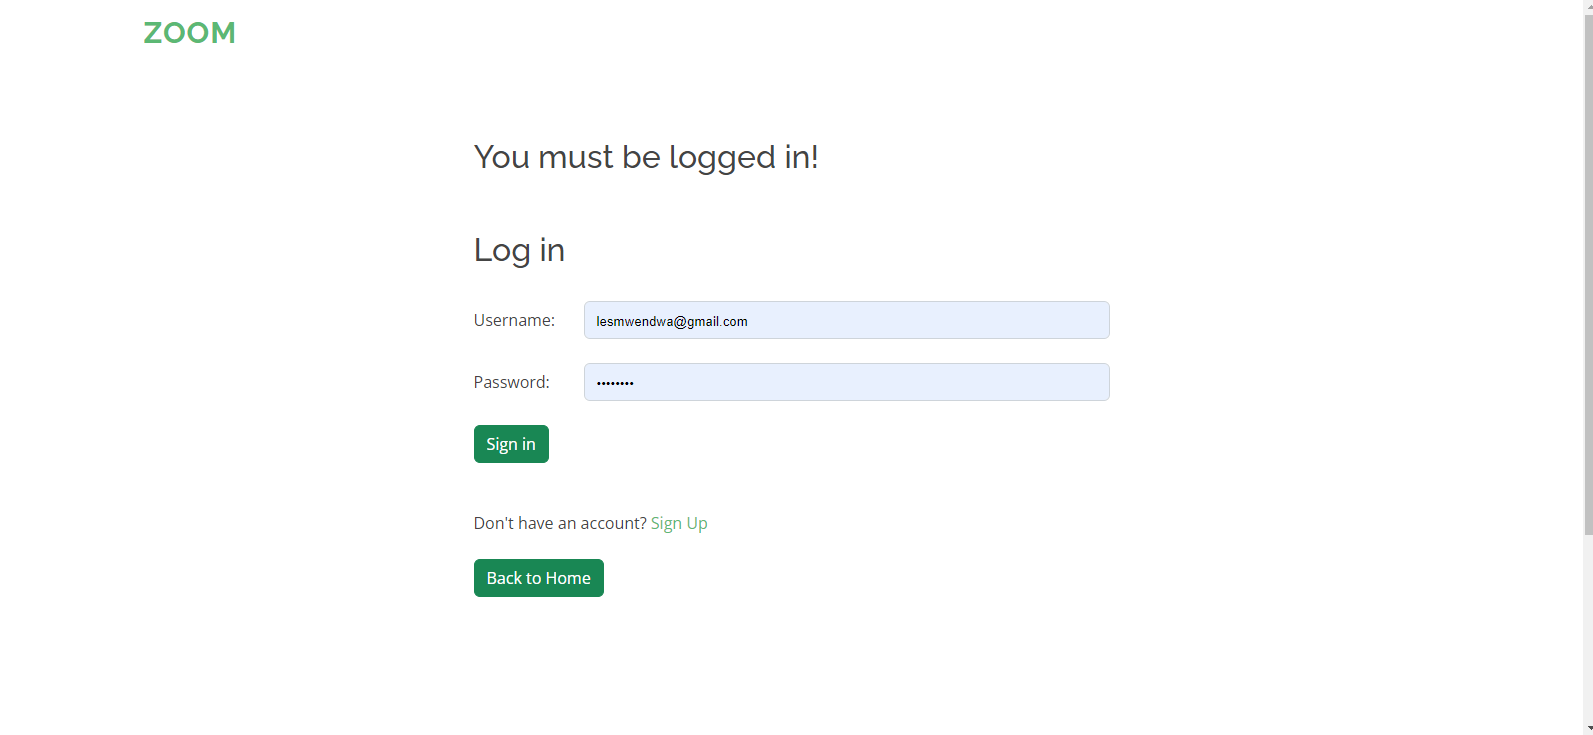 ZOOM
You must be logged in!
Log in
Username: lesmwendwa@gmail.com
Password: ••••••••
Sign in
Don't have an account? Sign Up
Back to Home